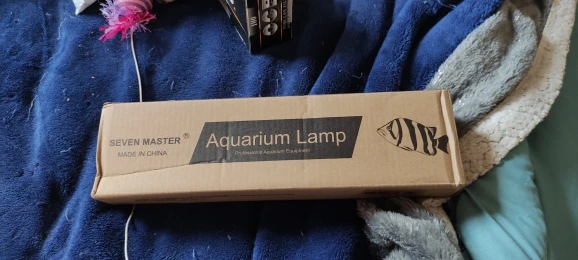 SEVEN MASTER ®
MADE IN CHINA
Aquarium Lamp
Professional Aquarium Equipment